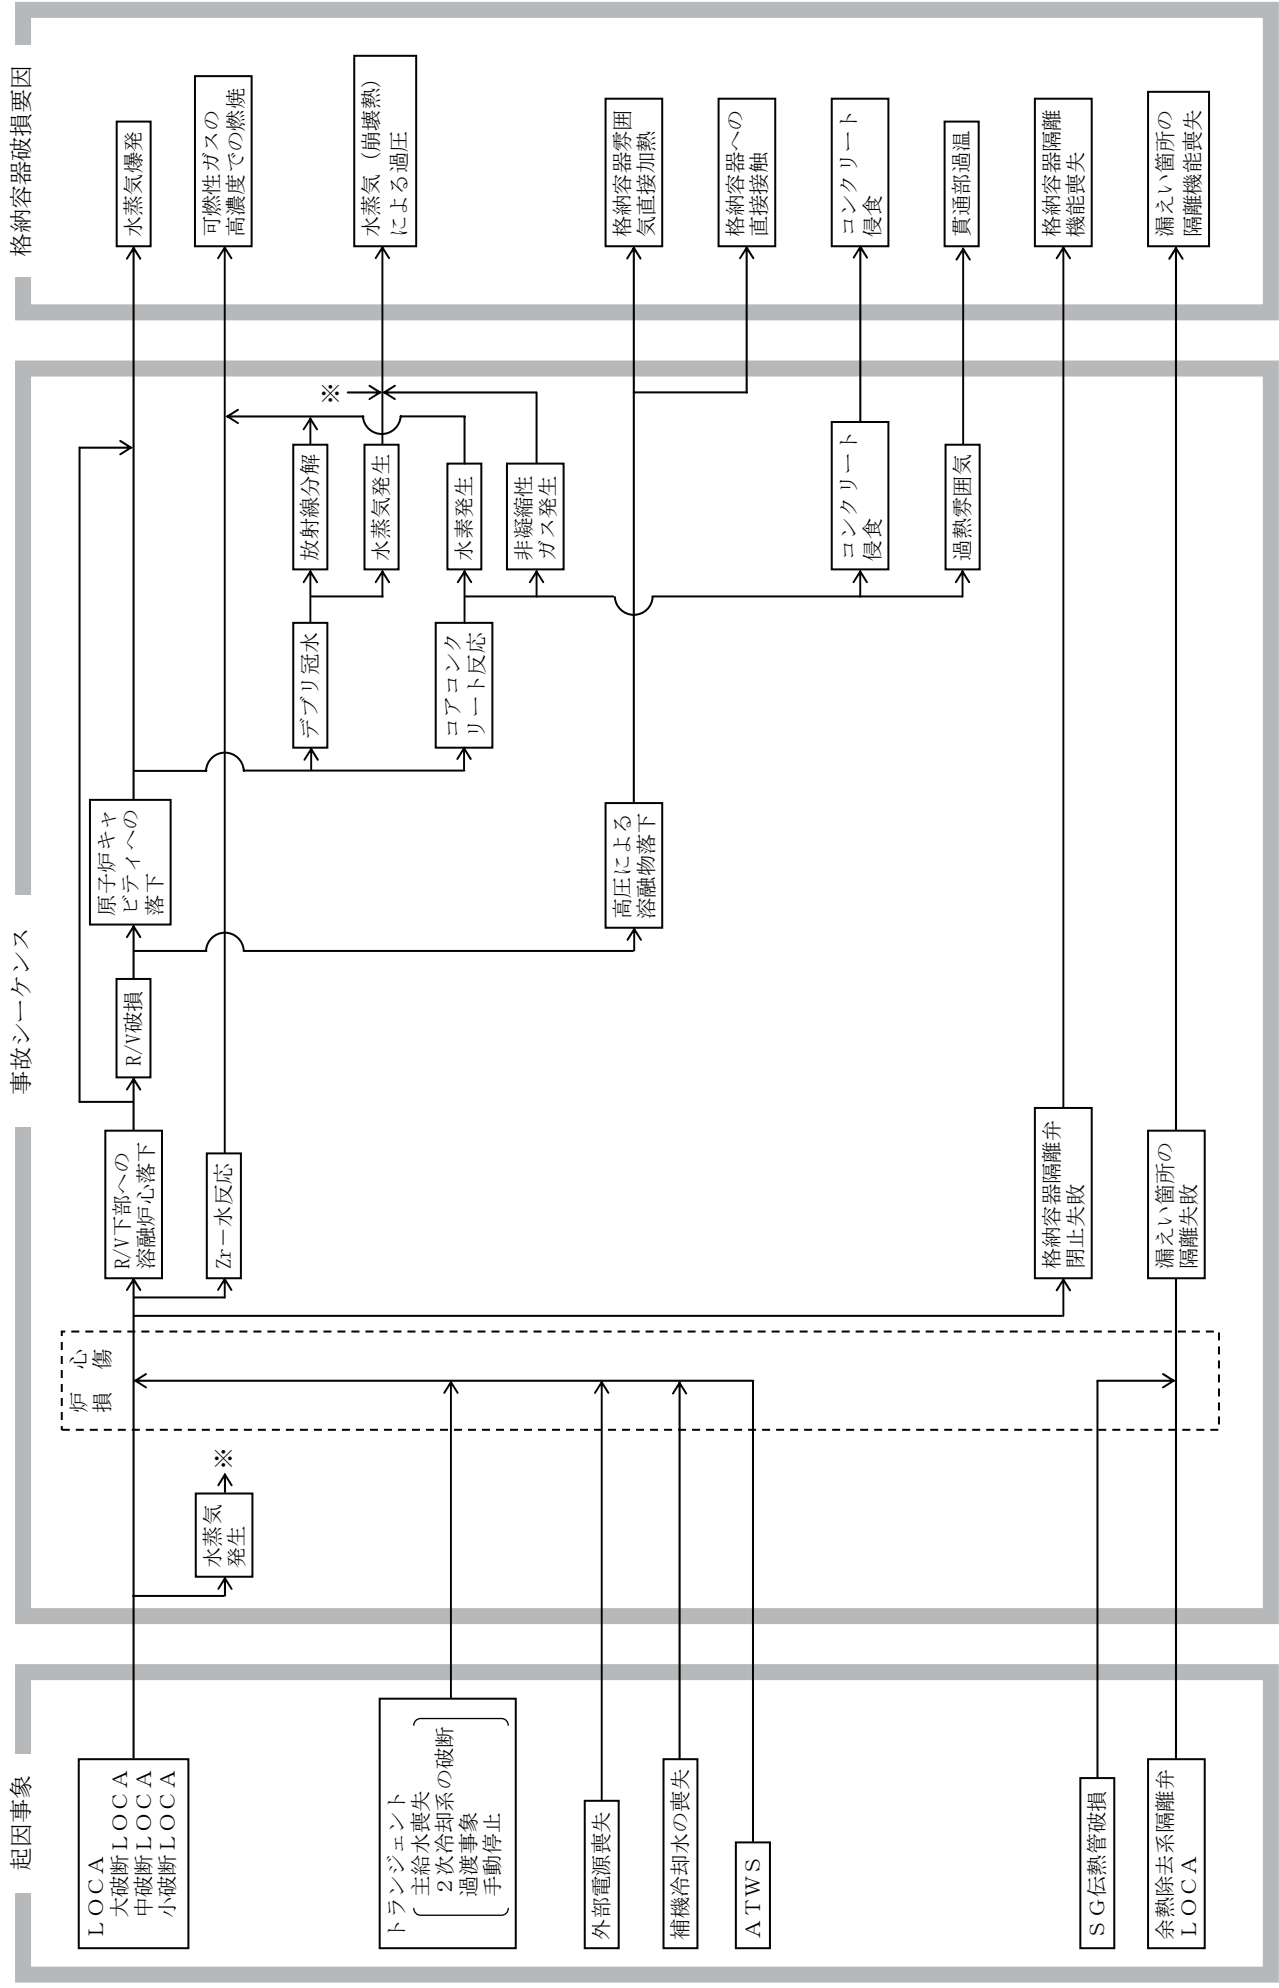 起因事象
ＬＯＣＡ
大破断ＬＯＣＡ
中破断ＬＯＣＡ
小破断ＬＯＣＡ
トランジェント
主給水喪失
２次冷却系の破断
過渡事象
手動停止
外部電源喪失
補機冷却水の喪失
ＡＴＷＳ
ＳＧ伝熱管破損
余熱除去系隔離弁
ＬＯＣＡ
事故シーケンス
水蒸気
発生
※
炉心
損傷
R/V下部への
溶融炉心落下
Zr－水反応
格納容器隔離弁
閉止失敗
漏えい箇所の
隔離失敗
R/V破損
原子炉キャ
ビティへの
落下
高圧による
溶融物落下
デブリ冠水
コアコンク
リート反応
放射線分解
水蒸気発生
水素発生
非凝縮性
ガス発生
コンクリート
侵食
過熱雰囲気
※
格納容器破損要因
水蒸気爆発
可燃性ガスの
高濃度での燃焼
水蒸気（崩壊熱）
による過圧
格納容器雰囲
気直接加熱
格納容器への
直接接触
コンクリート
侵食
貫通部過温
格納容器隔離
機能喪失
漏えい箇所の
隔離機能喪失